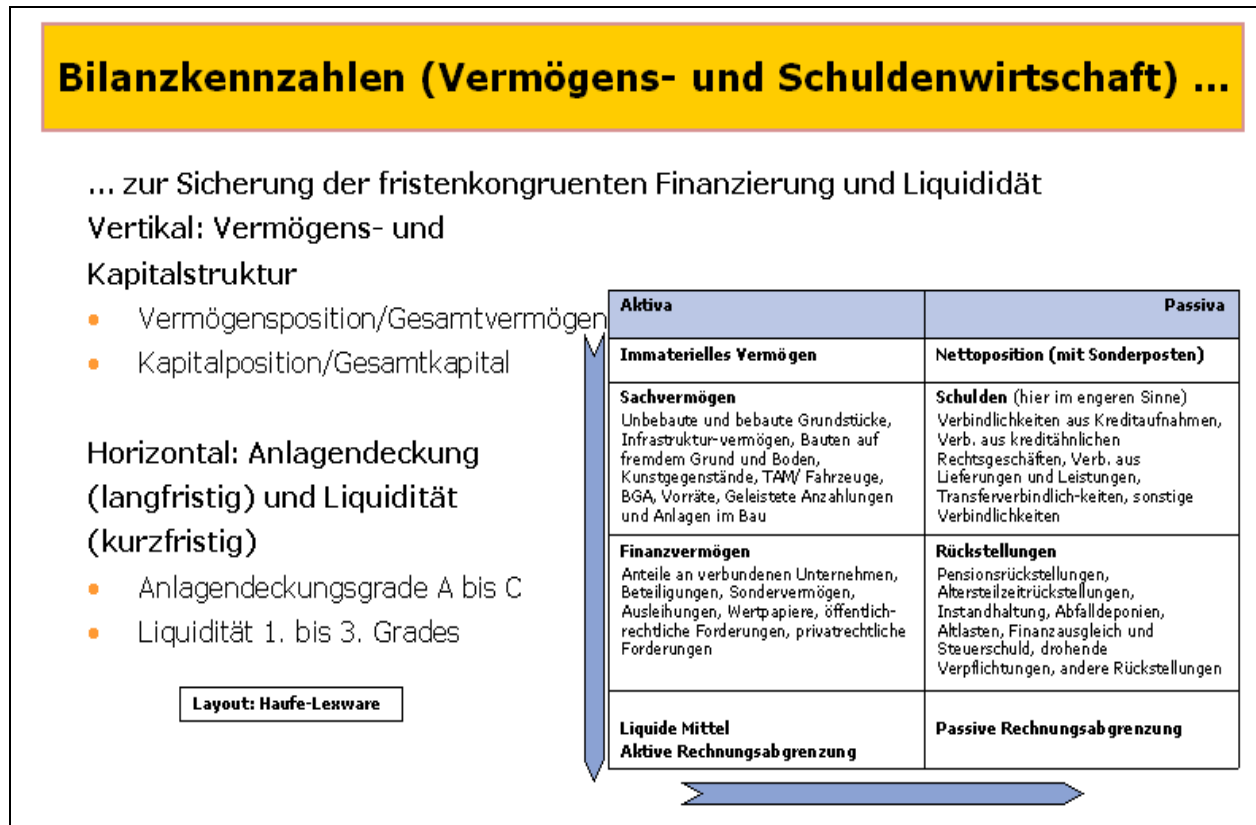 Bilanzkennzahlen (Vermögens- und Schuldenwirtschaft) ...
... zur Sicherung der fristenkongruenten Finanzierung und Liquididät
Vertikal: Vermögens- und
Kapitalstruktur
• Vermögensposition/Gesamtvermögen
• Kapitalposition/Gesamtkapital
Horizontal: Anlagendeckung
(langfristig) und Liquidität
(kurzfristig)
• Anlagendeckungsgrade A bis C
• Liquidität 1. bis 3. Grades
Layout: Haufe-Lexware
Aktiva
Passiva
Immaterielles Vermögen
Nettoposition (mit Sonderposten)
Sachvermögen
Unbebaute und bebaute Grundstücke,
Infrastruktur-vermögen, Bauten auf
fremdem Grund und Boden,
Kunstgegenstände, TAM/ Fahrzeuge,
BGA, Vorräte, Geleistete Anzahlungen
und Anlagen im Bau
Schulden (hier im engeren Sinne)
Verbindlichkeiten aus Kreditaufnahmen,
Verb. aus kreditähnlichen
Rechtsgeschäften, Verb. aus
Lieferungen und Leistungen,
Transferverbindlich-keiten, sonstige
Verbindlichkeiten
Finanzvermögen
Anteile an verbundenen Unternehmen,
Beteiligungen, Sondervermögen,
Ausleihungen, Wertpapiere, öffentlich-
rechtliche Forderungen, privatrechtliche
Forderungen
Rückstellungen
Pensionsrückstellungen,
Altersteilzeitrückstellungen,
Instandhaltung, Abfalldeponien,
Altlasten, Finanzausgleich und
Steuerschuld, drohende
Verpflichtungen, andere Rückstellungen
Liquide Mittel
Aktive Rechnungsabgrenzung
Passive Rechnungsabgrenzung